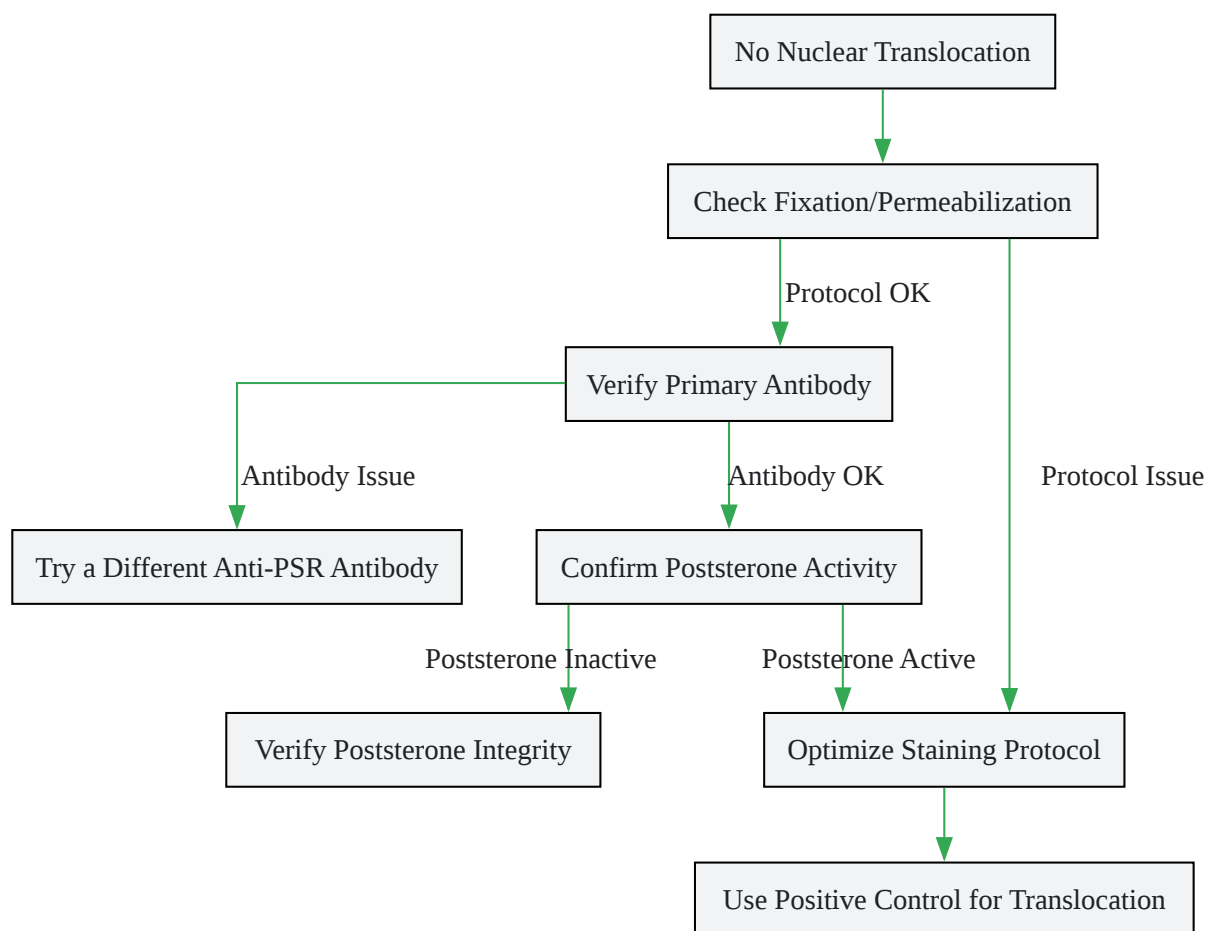 No Nuclear Translocation
Check Fixation/Permeabilization
Protocol OK
Verify Primary Antibody
Antibody Issue
Antibody OK
Protocol Issue
Try a Different Anti-PSR Antibody
Confirm Poststerone Activity
Poststerone Inactive
Poststerone Active
Verify Poststerone Integrity
Optimize Staining Protocol
Use Positive Control for Translocation